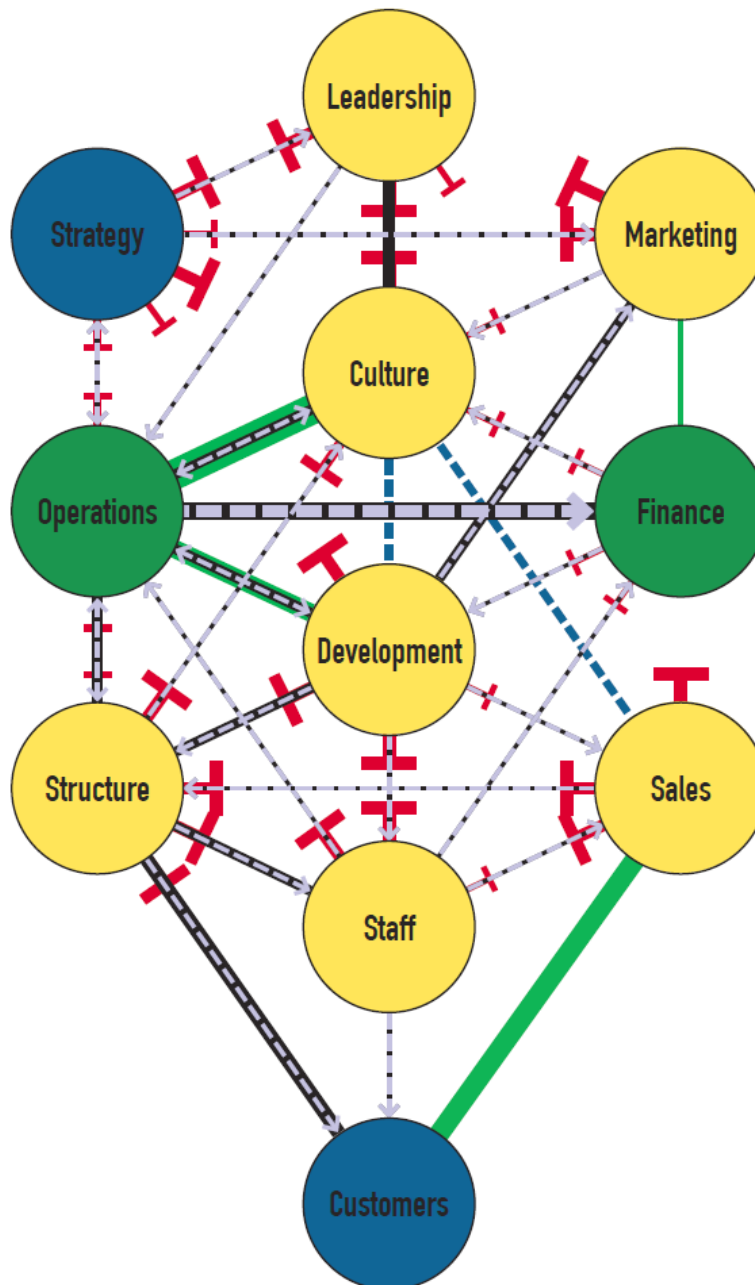 Leadership
Strategy
Marketing
Culture
Operations
Finance
Development
Structure
Sales
Staff
Customers